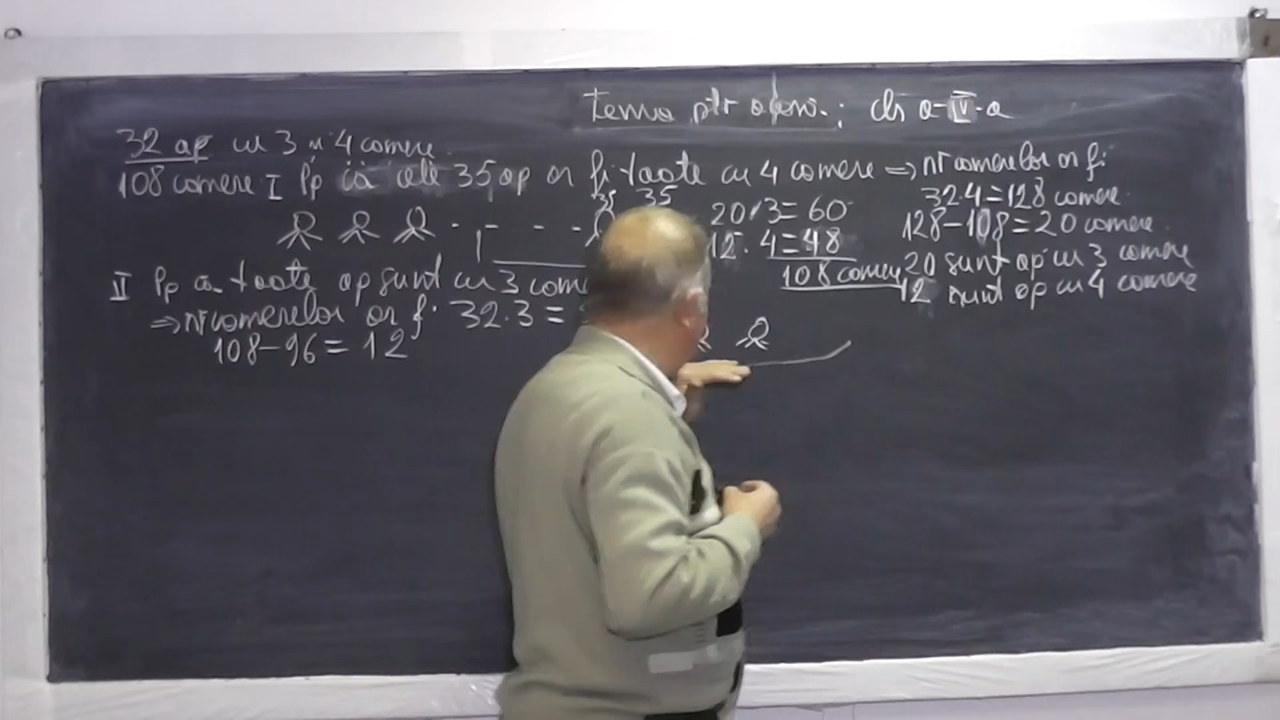 tema ptr : cls a-IV-a
32 ap cu 3 și 4 camere
108 camere I Pp că cele 35 ap ar fi toate cu 4 camere => nr camerelor ar fi
35 35
32.4=128 camere
20.3=60
128-108=20 camere
12.4=48
20 sunt ap cu 3 camere
108 camere
12 sunt ap cu 4 camere
II Pp ca toate ap sunt cu 3 came
=> nr camerelor ar f. 32.3=
108-96=12